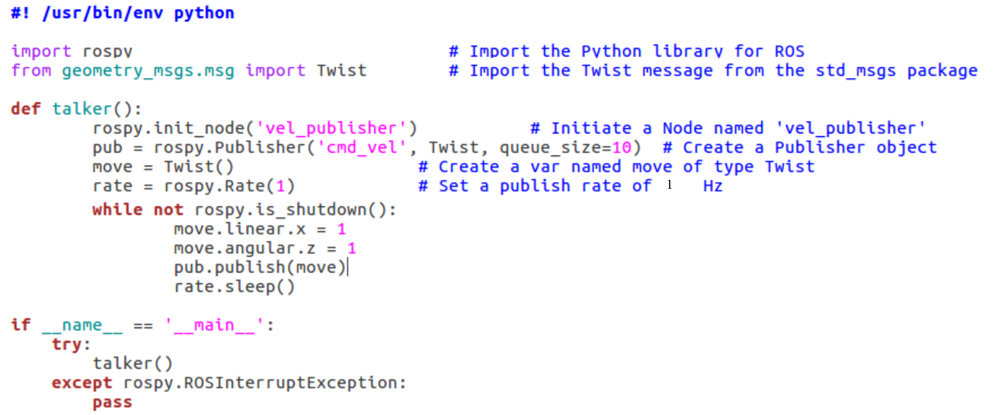 #! /usr/bin/env python
import rospy # Import the Python library for ROS
from geometry_msgs.msg import Twist # Import the Twist message from the std_msgs package
def talker():
rospy.init_node('vel_publisher') # Initiate a Node named 'vel_publisher'
pub = rospy.Publisher('cmd_vel', Twist, queue_size=10) # Create a Publisher object
move = Twist() # Create a var named move of type Twist
rate = rospy.Rate(1) # Set a publish rate of 1 Hz
while not rospy.is_shutdown():
move.linear.x = 1
move.angular.z = 1
pub.publish(move)
rate.sleep()
if __name__ == '__main__':
try:
talker()
except rospy.ROSInterruptException:
pass